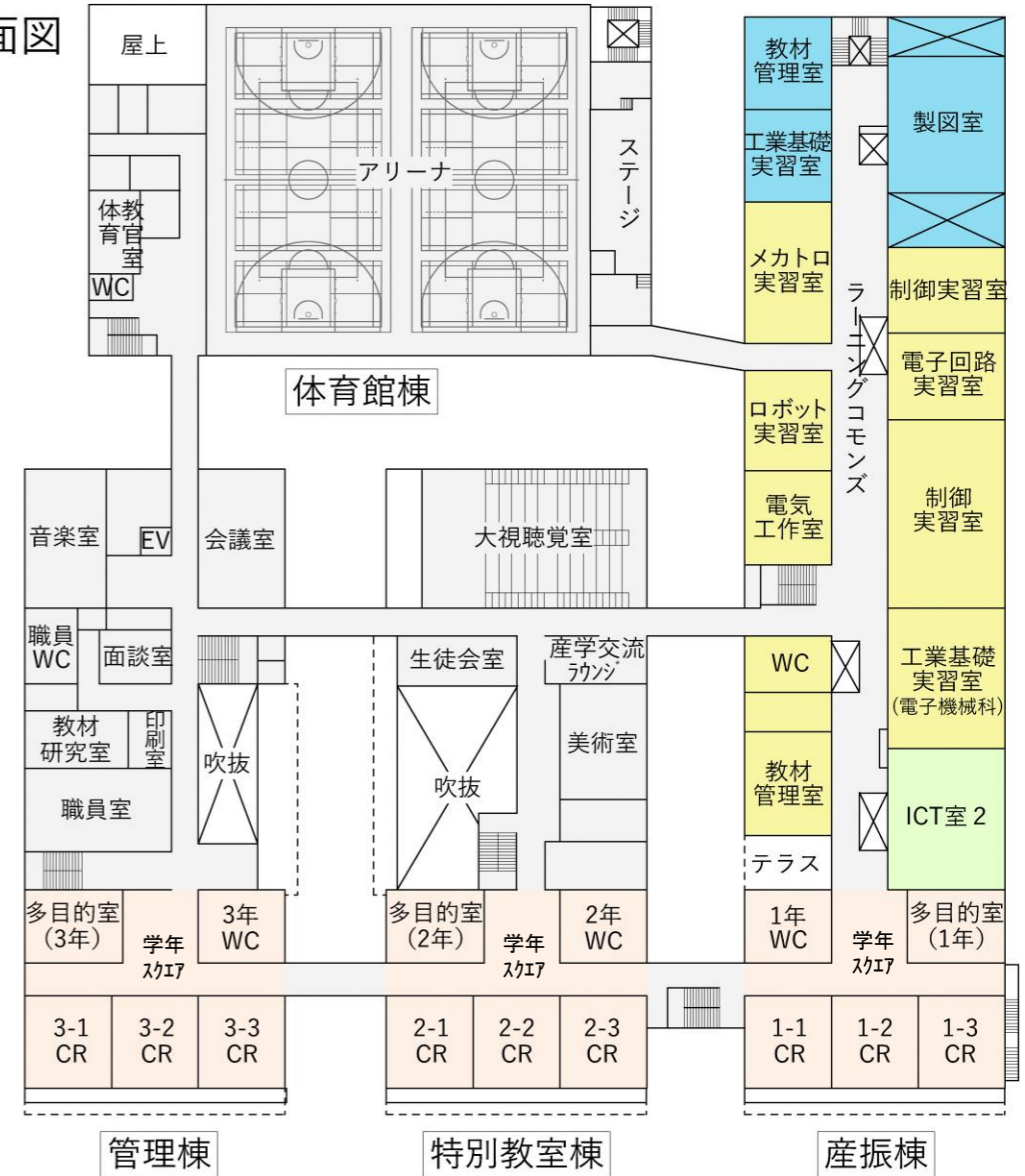 面図
屋上
体育
教官室
WC
アリーナ
ステージ
体育館棟
教材
管理室
工業基礎
実習室
メカトロ
実習室
ロボット
実習室
電気
工作室
ラーニングコモンズ
製図室
制御実習室
電子回路
実習室
制御
実習室
工業基礎
実習室
(電子機械科)
ICT室 2
WC
教材
管理室
テラス
音楽室
EV
会議室
職員
WC
面談室
教材
研究室
印刷室
職員室
吹抜
大視聴覚室
生徒会室
産学交流
ラウンジ
美術室
吹抜
多目的室
(3年)
学年
スクエア
3年
WC
3-1
CR
3-2
CR
3-3
CR
多目的室
(2年)
学年
スクエア
2年
WC
2-1
CR
2-2
CR
2-3
CR
1年
WC
学年
スクエア
多目的室
(1年)
1-1
CR
1-2
CR
1-3
CR
管理棟
特別教室棟
産振棟